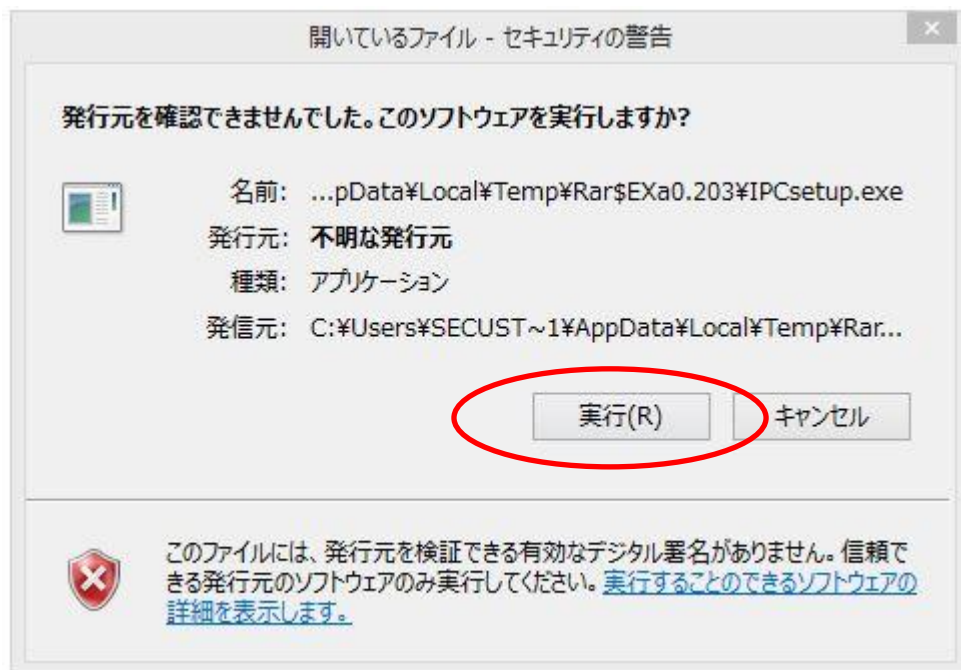 開いているファイル - セキュリティの警告
発行元を確認できませんでした。このソフトウェアを実行しますか?
名前: ...pData¥Local¥Temp¥Rar$EXa0.203¥IPCsetup.exe
発行元: 不明な発行元
種類: アプリケーション
発信元: C:¥Users¥SECUST~1¥AppData¥Local¥Temp¥Rar...
実行(R) キャンセル
このファイルには、発行元を検証できる有効なデジタル署名がありません。信頼で
きる発行元のソフトウェアのみ実行してください。実行することのできるソフトウェアの
詳細を表示します。